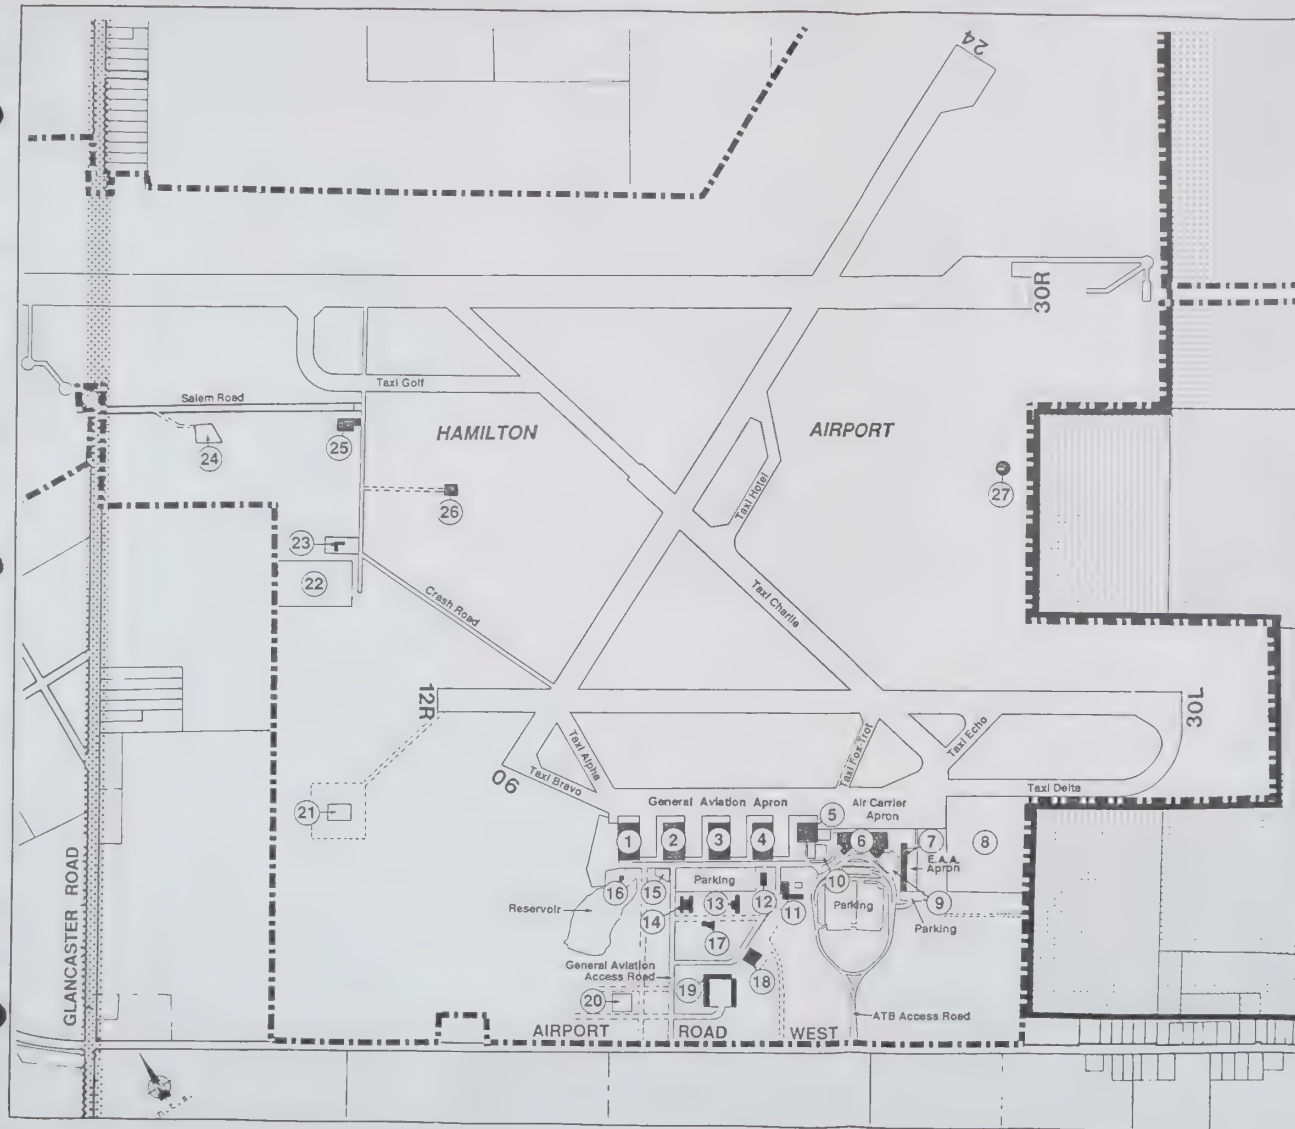 24
30R
Taxi Golf
Salem Road
HAMILTON
AIRPORT
24
25
26
27
Taxi Hotel
23
22
Crash Road
Taxi Charlie
12R
30L
06
Taxi Alpha
Taxi Bravo
Taxi Fox Trot
Taxi Echo
Taxi Delta
21
General Aviation Apron
Air Carrier
Apron
5
1
2
3
4
6
7
8
E.A.A.
Apron
16
15
Parking
10
9
14
13
12
11
Parking
Parking
Reservoir
17
General Aviation
Access Road
18
19
20
ATB Access Road
AIRPORT ROAD WEST
GLANCASTER ROAD
n.t.s.